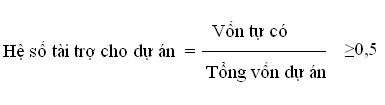 Vốn tự có
Hệ số tài trợ cho dự án = ≥0,5
Tổng vốn dự án